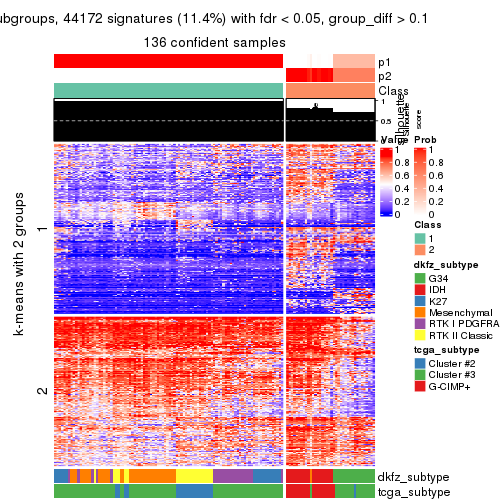 ubgroups, 44172 signatures (11.4%) with fdr < 0.05, group_diff > 0.1
136 confident samples
p1
p2
Class
1
0.5
silhouette
score
k-means with 2 groups
1
2
Prob
1
0.8
0.6
0.4
0.2
0
1
0.8
0.6
0.4
0.2
0
Class
1
2
dkfz_subtype
G34
IDH
K27
Mesenchymal
RTK I PDGFRA
RTK II Classic
tcga_subtype
Cluster #2
Cluster #3
G-CIMP+
dkfz_subtype
tcga_subtype